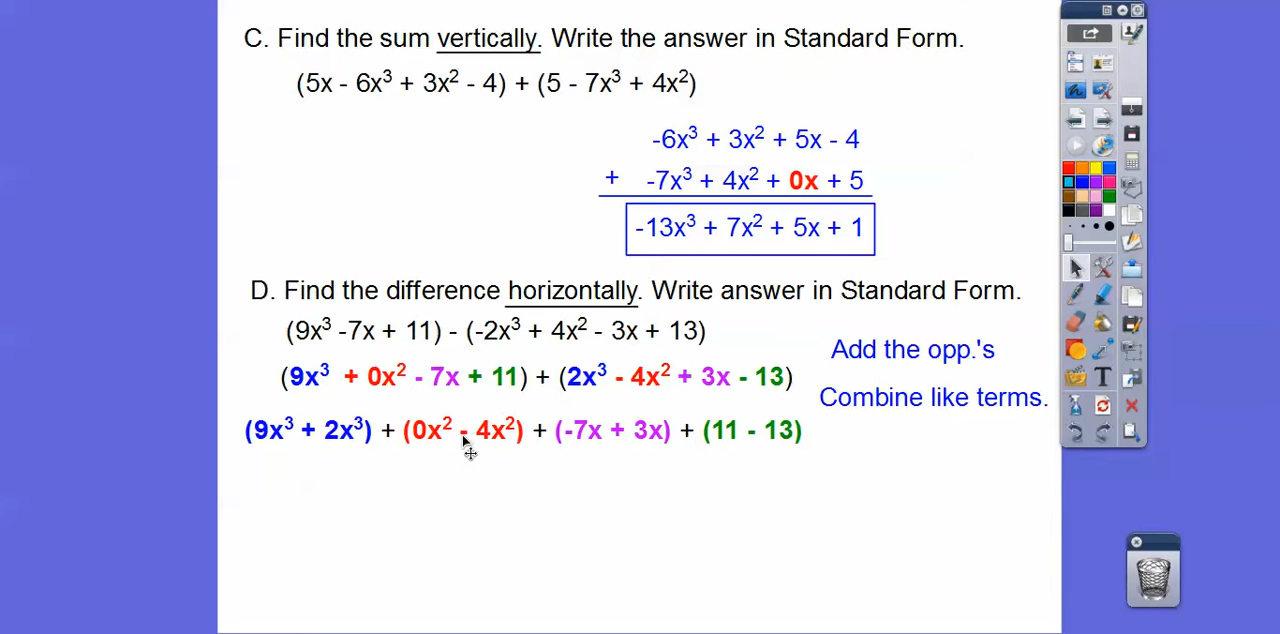 C. Find the sum vertically. Write the answer in Standard Form.
(5x - 6x³ + 3x² - 4) + (5 - 7x³ + 4x²)
-6x³ + 3x² + 5x - 4
+ -7x³ + 4x² + 0x + 5
-13x³ + 7x² + 5x + 1
D. Find the difference horizontally. Write answer in Standard Form.
(9x³ -7x + 11) - (-2x³ + 4x² - 3x + 13)
Add the opp.'s
(9x³ + 0x² - 7x + 11) + (2x³ - 4x² + 3x - 13)
Combine like terms.
(9x³ + 2x³) + (0x² - 4x²) + (-7x + 3x) + (11 - 13)